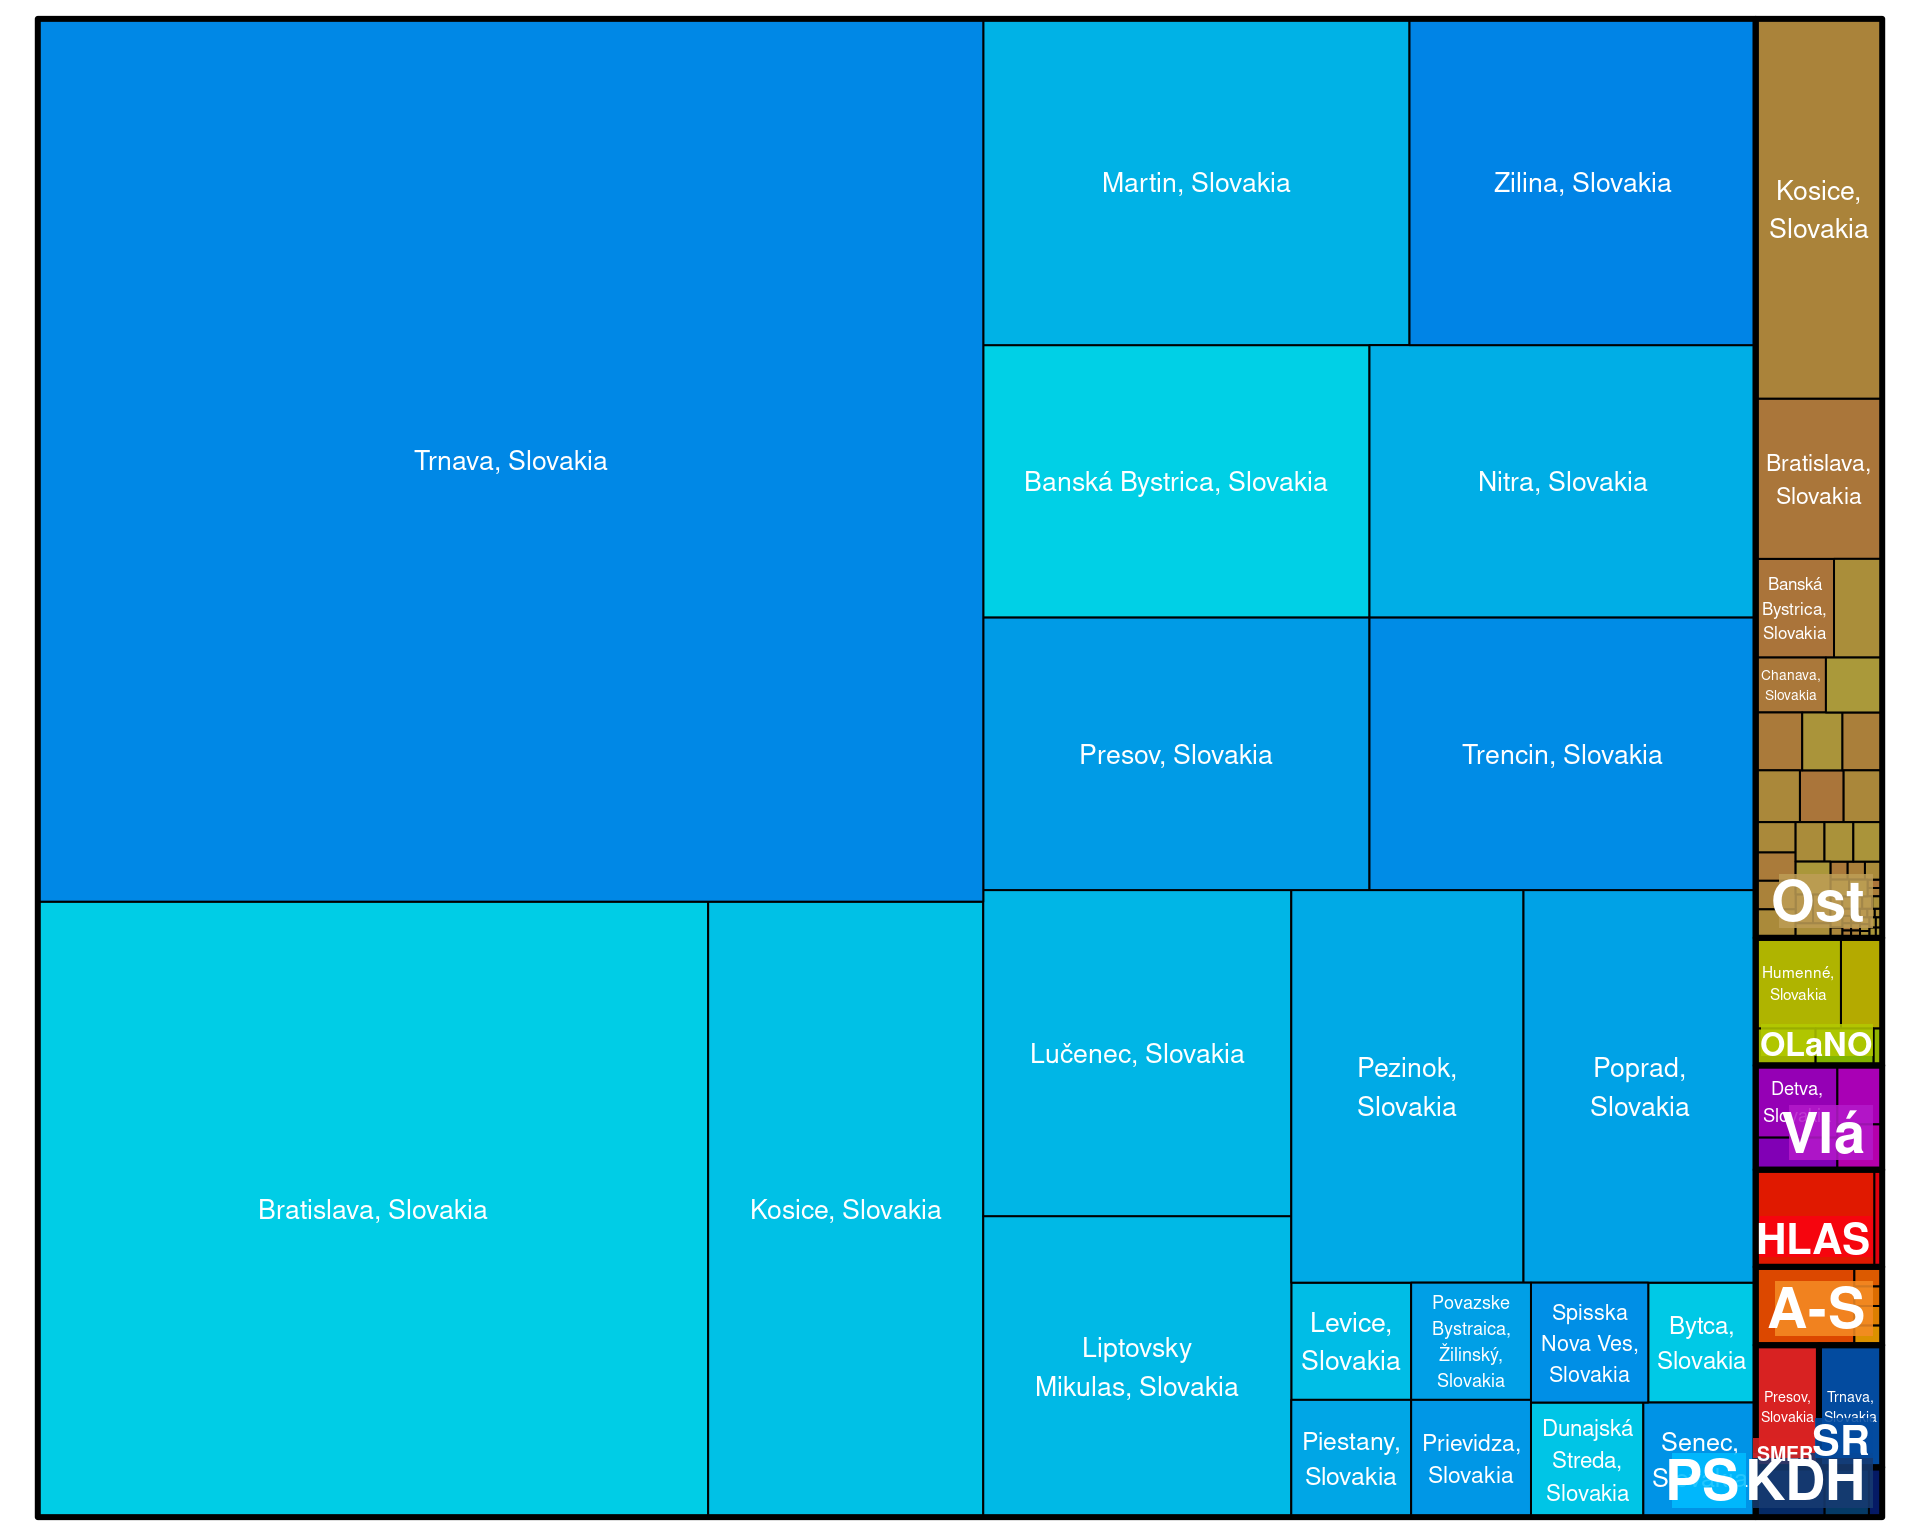 Trnava, Slovakia
Martin, Slovakia
Zilina, Slovakia
Banská Bystrica, Slovakia
Nitra, Slovakia
Presov, Slovakia
Trencin, Slovakia
Bratislava, Slovakia
Kosice, Slovakia
Lučenec, Slovakia
Pezinok,
Slovakia
Poprad,
Slovakia
Liptovsky
Mikulas, Slovakia
Levice,
Slovakia
Povazske
Bystraica,
Žilinský,
Slovakia
Spisska
Nova Ves,
Slovakia
Bytca,
Slovakia
Piestany,
Slovakia
Prievidza,
Slovakia
Dunajská
Streda,
Slovakia
Senec,
PS
Kosice,
Slovakia
Bratislava,
Slovakia
Banská
Bystrica,
Slovakia
Chanava,
Slovakia
Ost
Humenné,
Slovakia
OLaNO
Detva,
Vlá
HLAS
A-S
Presov,
Slovakia
SMER
Trnava,
Slovakia
SR
KDH